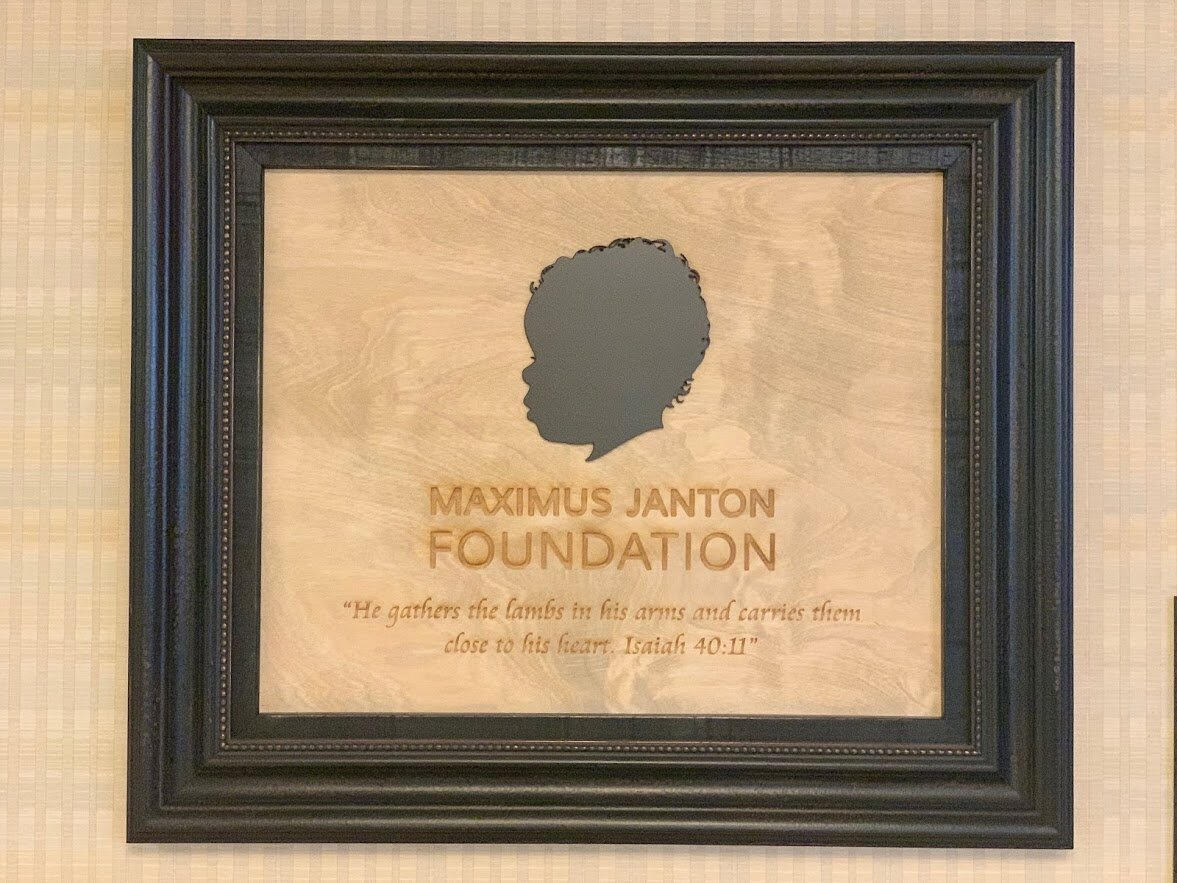 MAXIMUS JANTON
FOUNDATION
“He gathers the lambs in his arms and carries them
close to his heart. Isaiah 40:11”